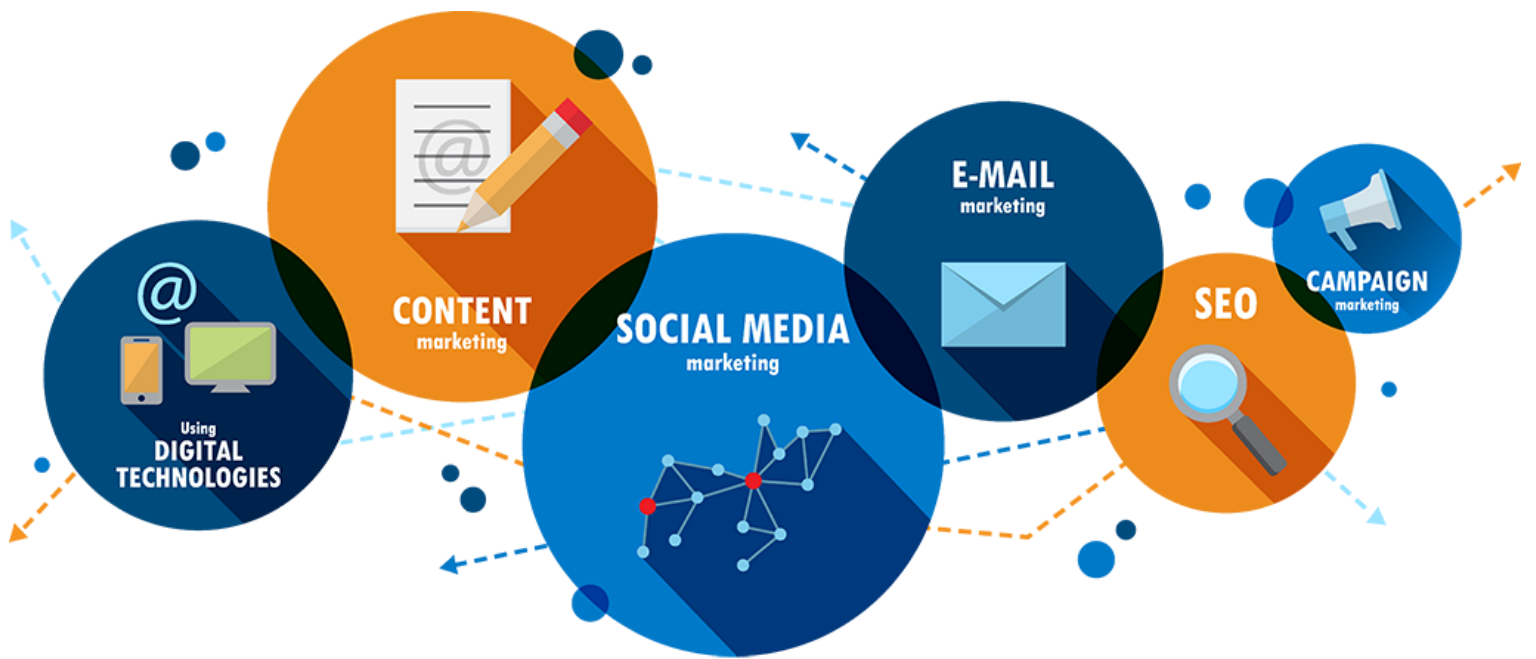 @
Using
DIGITAL
TECHNOLOGIES
@
CONTENT
marketing
SOCIAL MEDIA
marketing
E-MAIL
marketing
SEO
CAMPAIGN
marketing